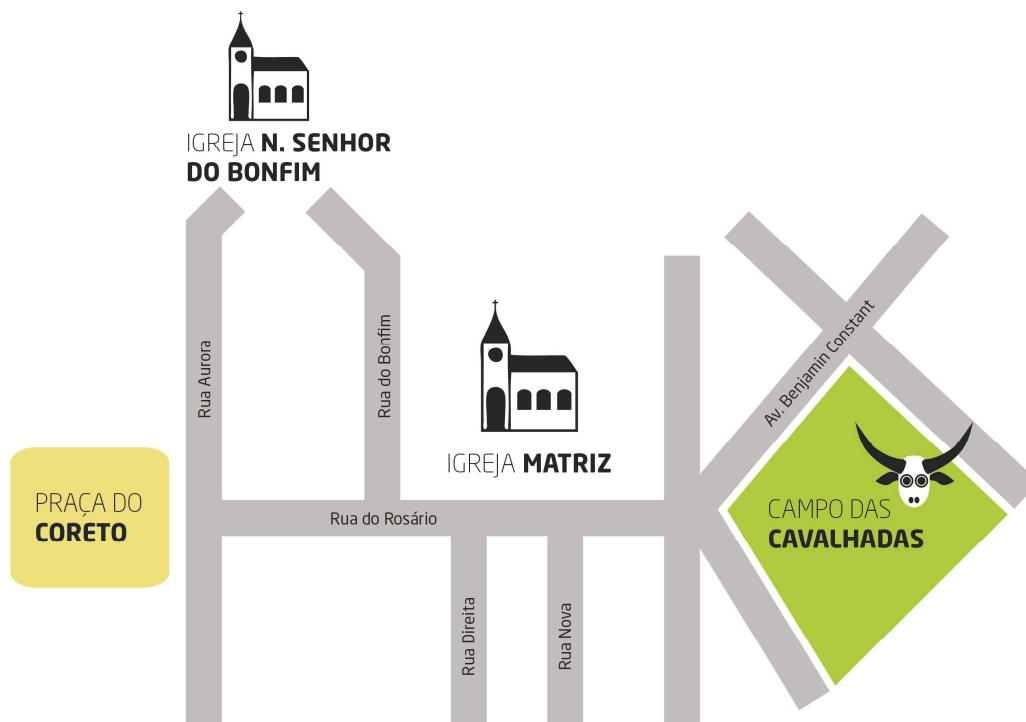 IGREJA N. SENHOR
DO BONFIM
Rua Aurora
Rua do Bonfim
Av. Benjamin Constant
IGREJA MATRIZ
PRAÇA DO
CORETO
Rua do Rosário
CAMPO DAS
CAVALHADAS
Rua Direita
Rua Nova